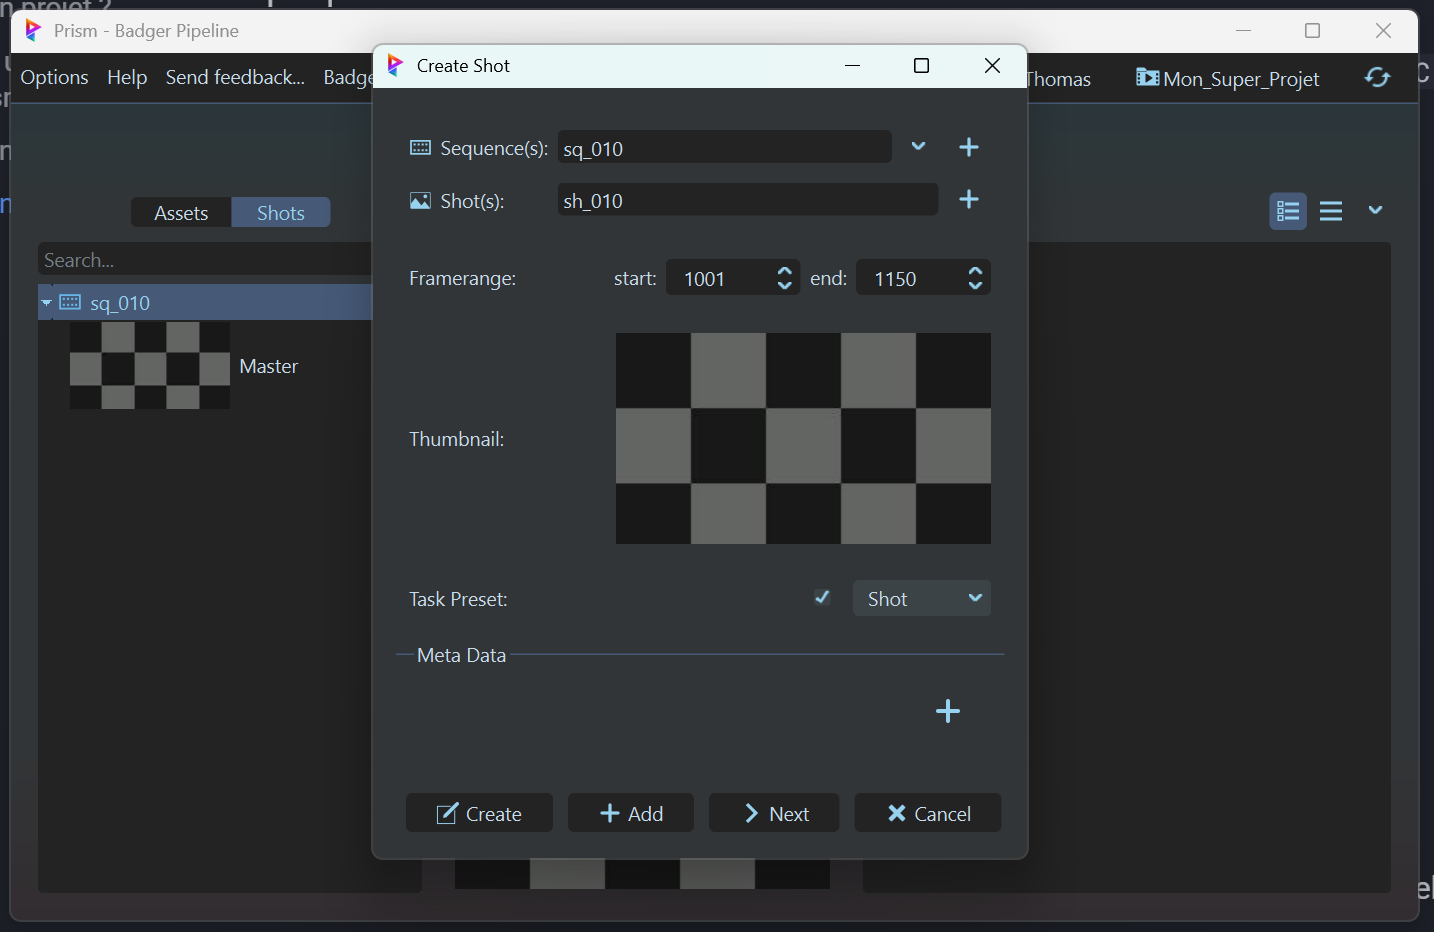 n projet ?
Prism - Badger Pipeline
Create Shot
Options Help Send feedback... Badge
Thomas Mon_Super_Projet
Sequence(s): sq_010
Shot(s): sh_010
Assets Shots
Search...
Framerange: start: 1001 end: 1150
sq_010
Master
Thumbnail:
Task Preset: Shot
Meta Data
Create Add Next Cancel